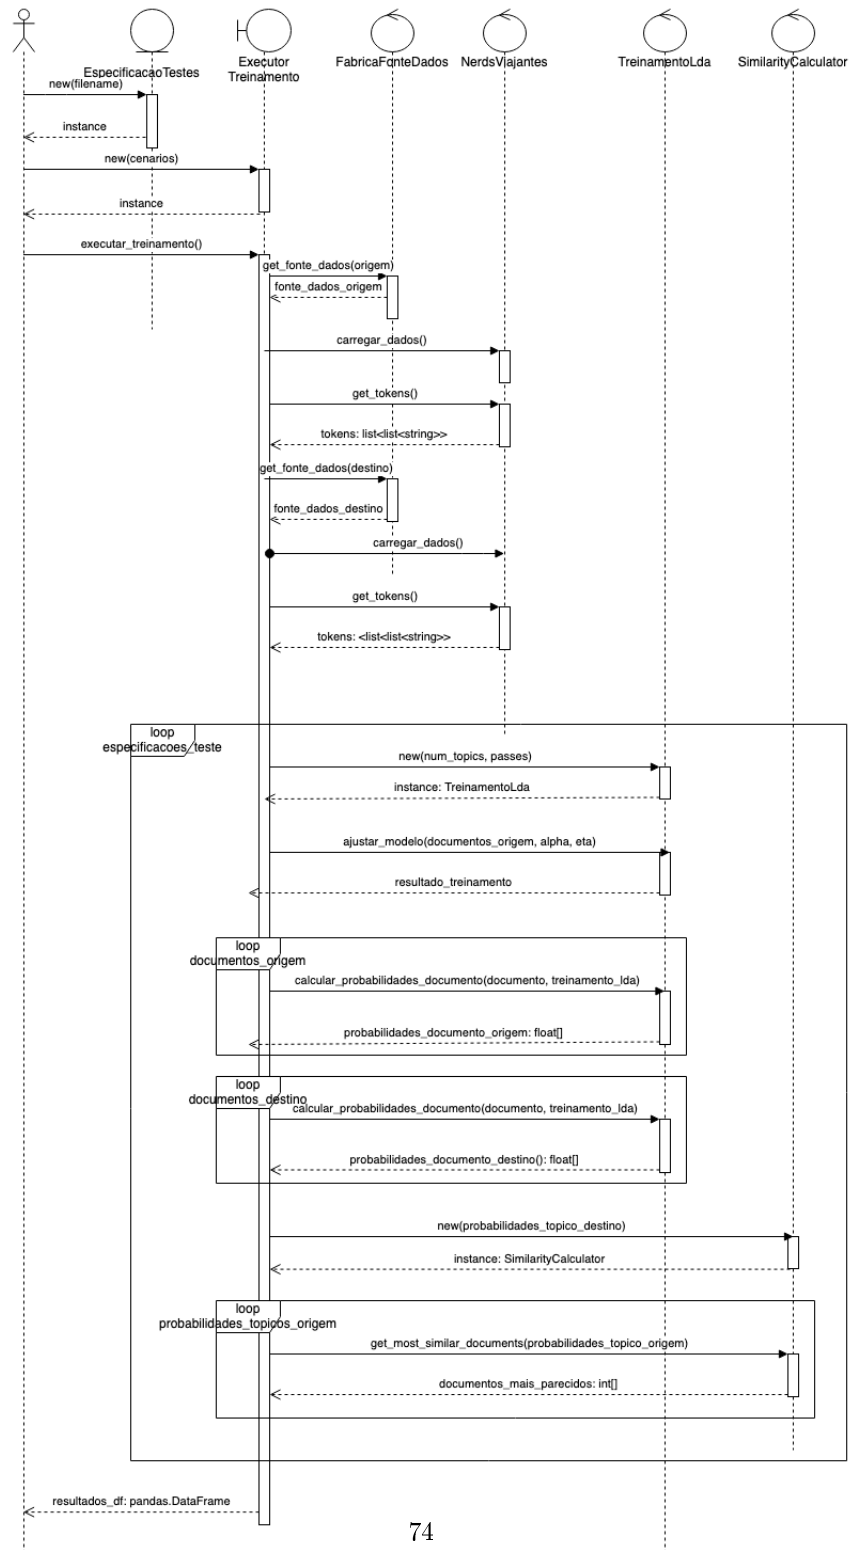 EspecificacaoTestes
Executor
Treinamento
FabricaFonteDados
NerdsViajantes
TreinamentoLda
SimilarityCalculator
new(filename)
instance
new(cenarios)
instance
executar_treinamento()
get_fonte_dados(origem)
fonte_dados_origem
carregar_dados()
get_tokens()
tokens: list<list<string>>
get_fonte_dados(destino)
fonte_dados_destino
carregar_dados()
get_tokens()
tokens: <list<list<string>>
loop
especificacoes_teste
new(num_topics, passes)
instance: TreinamentoLda
ajustar_modelo(documentos_origem, alpha, eta)
resultado_treinamento
loop
documentos_origem
calcular_probabilidades_documento(documento, treinamento_lda)
probabilidades_documento_origem: float[]
loop
documentos_destino
calcular_probabilidades_documento(documento, treinamento_lda)
probabilidades_documento_destino(): float[]
new(probabilidades_topico_destino)
instance: SimilarityCalculator
loop
probabilidades_topicos_origem
get_most_similar_documents(probabilidades_topico_origem)
documentos_mais_parecidos: int[]
resultados_df: pandas.DataFrame
74